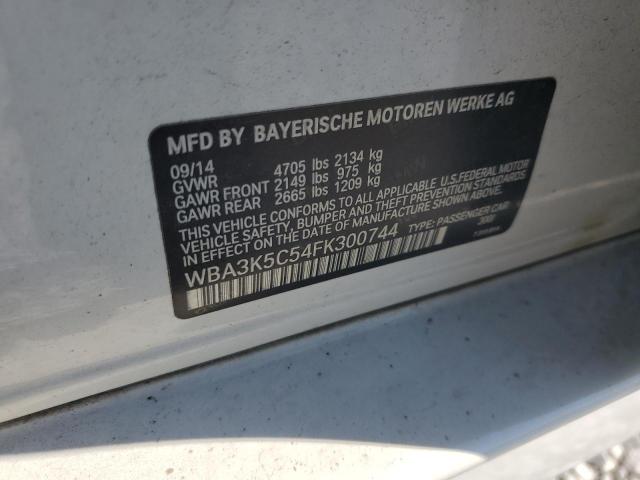 MFD BY BAYERISCHE MOTOREN WERKE AG
09/14
GVWR 4705 lbs 2134 kg
GAWR FRONT 2149 lbs 975 kg
GAWR REAR 2665 lbs 1209 kg
THIS VEHICLE CONFORMS TO ALL APPLICABLE U.S. FEDERAL MOTOR
VEHICLE SAFETY, BUMPER, AND THEFT PREVENTION STANDARDS
IN EFFECT ON THE DATE OF MANUFACTURE SHOWN ABOVE.
WBA3K5C54FK300744 TYPE: PASSENGER CAR